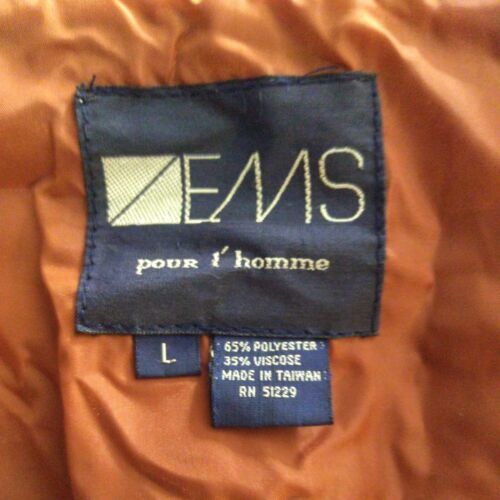 EMS
pour l' homme
L
65% POLYESTER
35% VISCOSE
MADE IN TAIWAN
RN 51229